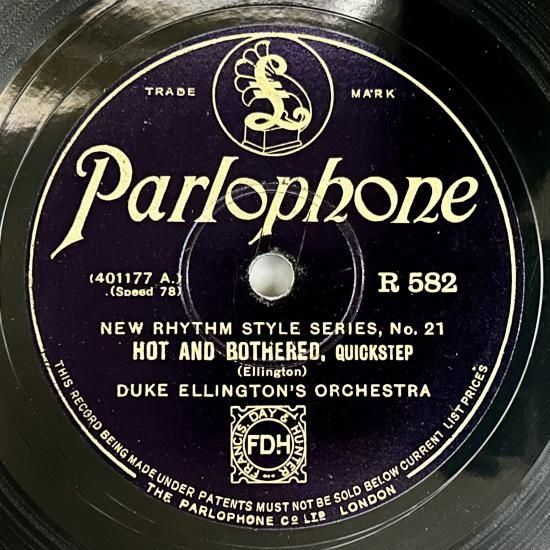 TRADE MARK
£
Parlophone
(401177 A.)
(Speed 78)
R 582
NEW RHYTHM STYLE SERIES, No. 21
HOT AND BOTHERED, QUICKSTEP
(Ellington)
DUKE ELLINGTON'S ORCHESTRA
FRANCIS DAY & HUNTER
FDH
THIS RECORD BEING MADE UNDER PATENTS MUST NOT BE SOLD BELOW CURRENT LIST PRICES
THE PARLOPHONE Co LTD LONDON